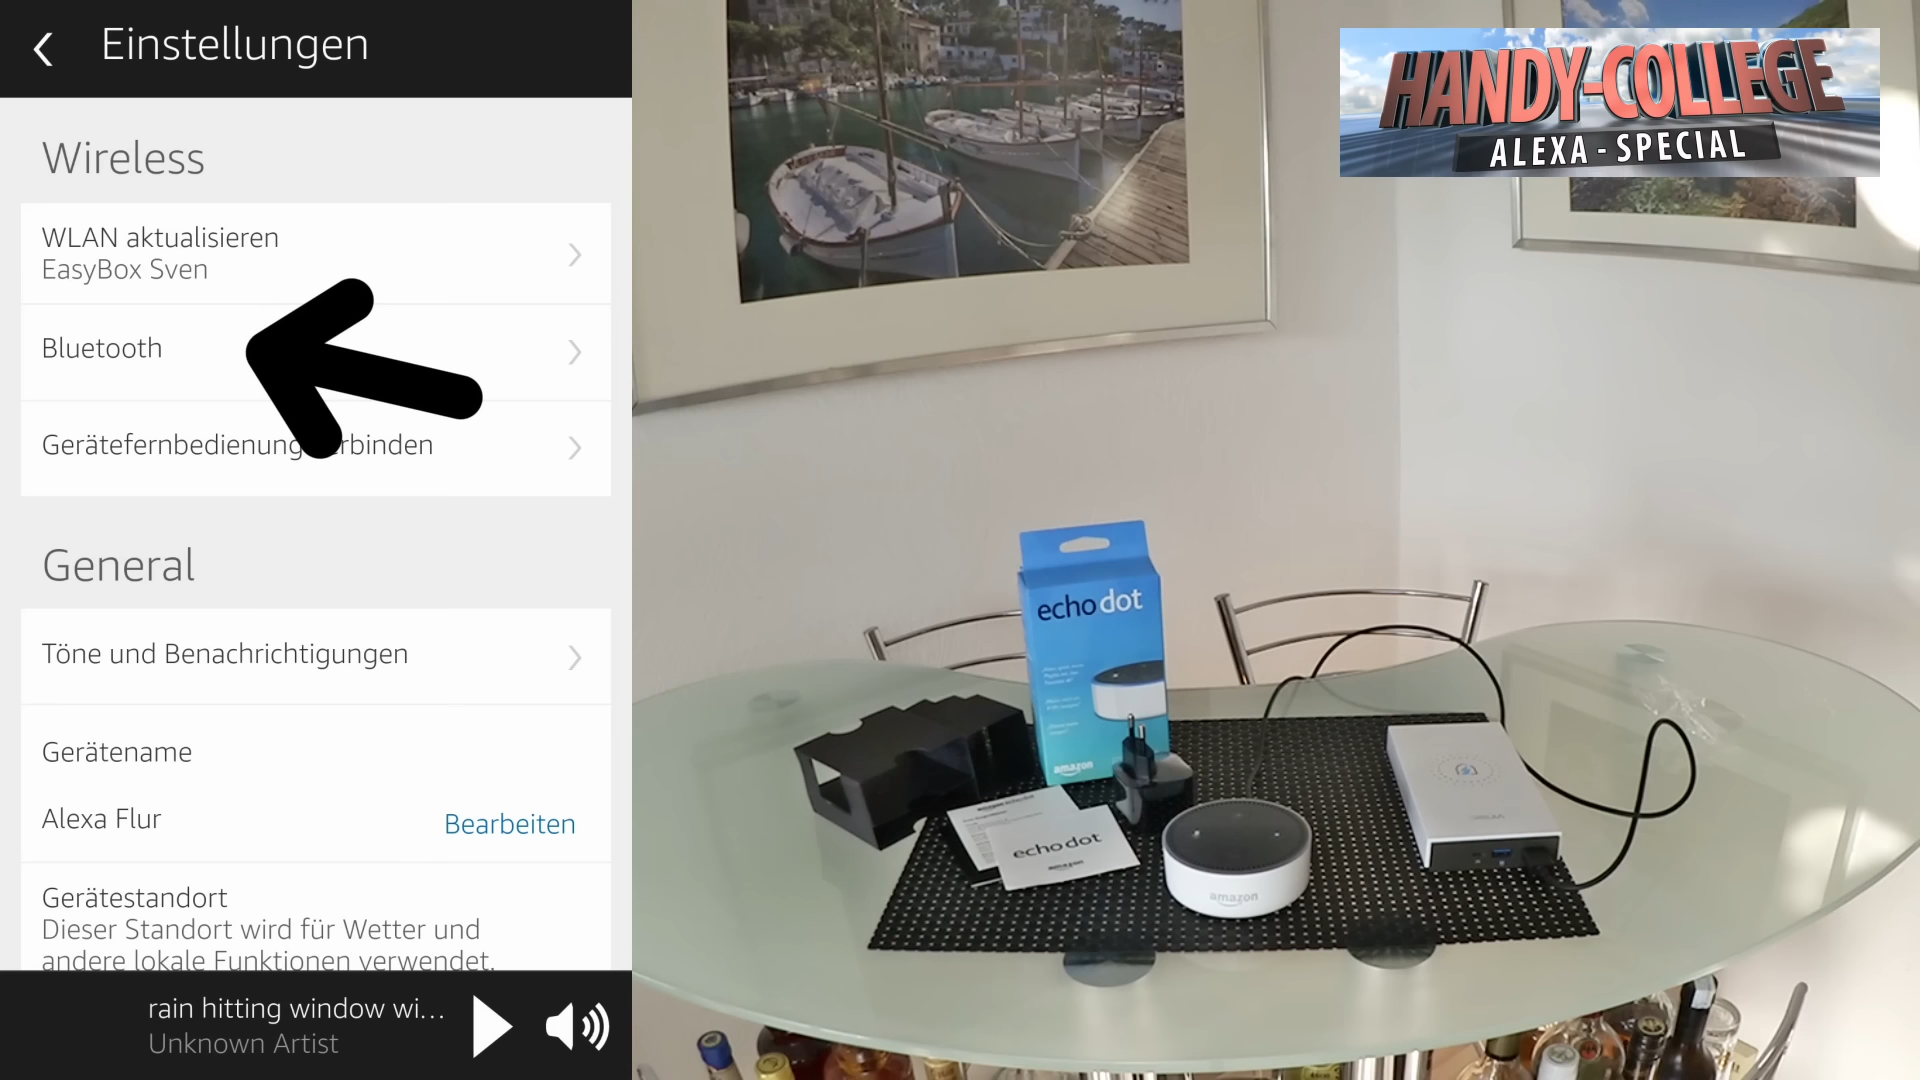 Einstellungen
Wireless
WLAN aktualisieren
EasyBox Sven
Bluetooth
Gerätefernbedienung rbinden
General
Töne und Benachrichtigungen
Gerätename
Alexa Flur
Bearbeiten
Gerätestandort
Dieser Standort wird für Wetter und
andere lokale Funktionen verwendet.
rain hitting window wi...
Unknown Artist
HANDY-COLLEGE
ALEXA - SPECIAL
echo dot
amazon
echo dot
amazon
amazon